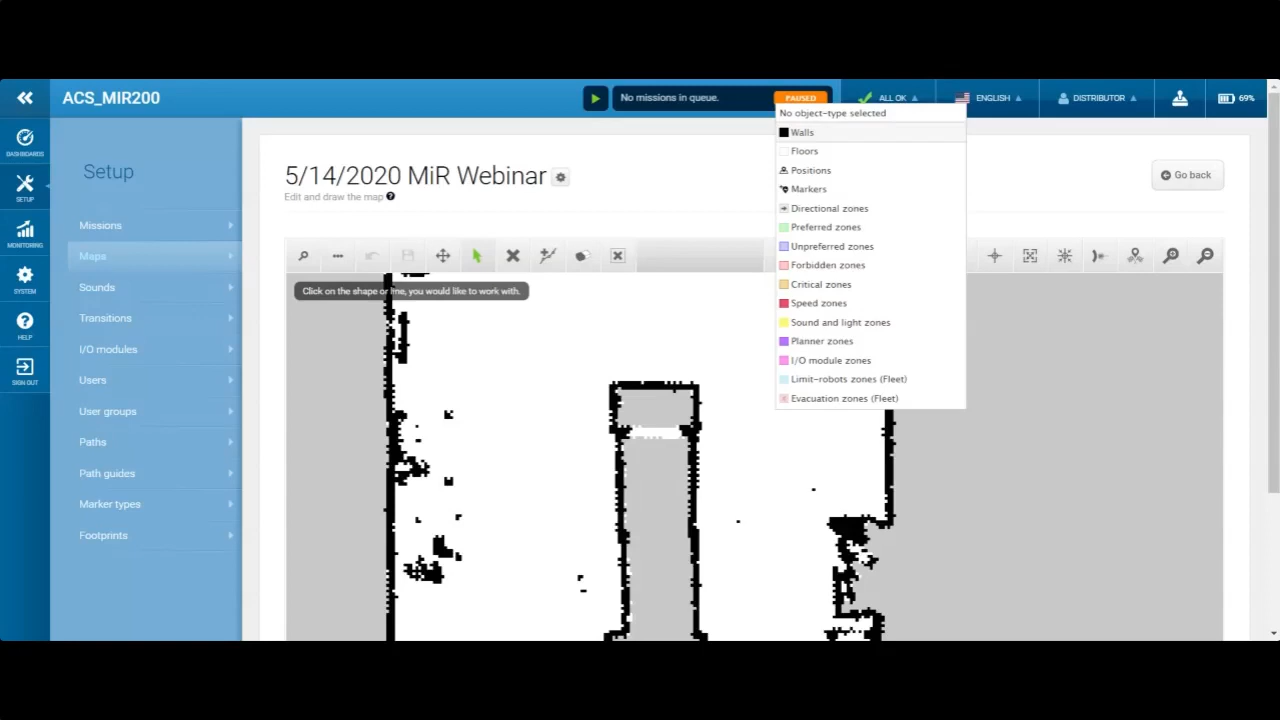 ACS_MIR200
No missions in queue.
PAUSED
ALL OK
ENGLISH
DISTRIBUTOR
69%
DASHBOARDS
SETUP
MONITORING
SYSTEM
HELP
SIGN OUT
Setup
Missions
Maps
Sounds
Transitions
I/O modules
Users
User groups
Paths
Path guides
Marker types
Footprints
5/14/2020 MiR Webinar
Edit and draw the map ?
Go back
Click on the shape or line, you would like to work with.
No object-type selected
Walls
Floors
Positions
Markers
Directional zones
Preferred zones
Unpreferred zones
Forbidden zones
Critical zones
Speed zones
Sound and light zones
Planner zones
I/O module zones
Limit-robots zones (Fleet)
Evacuation zones (Fleet)